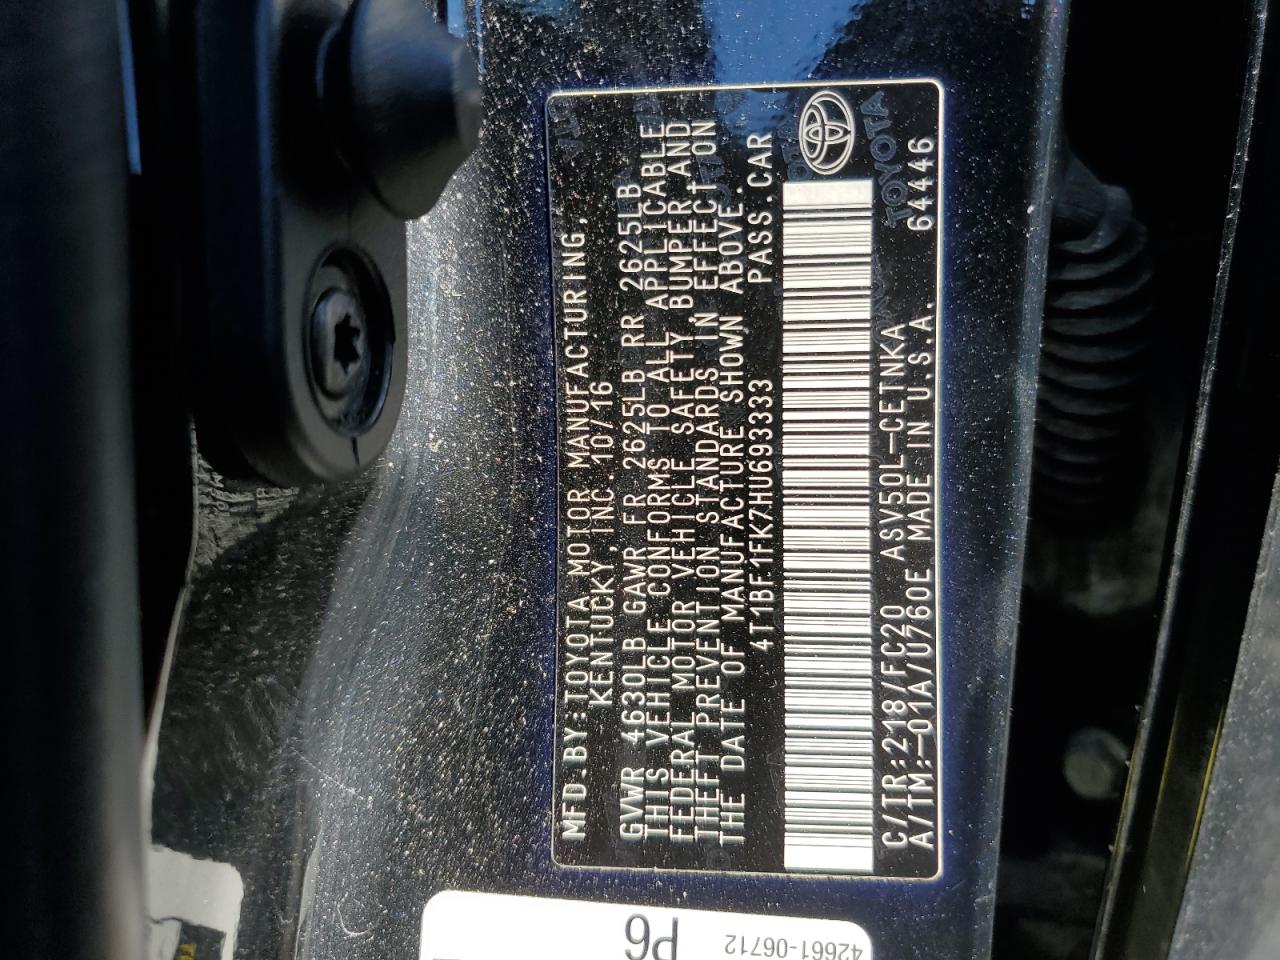 MFD.BY:TOYOTA MOTOR MANUFACTURING,
KENTUCKY, INC. 10/16
GVWR 4630LB GAWR FR 2625LB RR 2625LB
THIS VEHICLE CONFORMS TO ALL APPLICABLE
FEDERAL MOTOR VEHICLE SAFETY, BUMPER, AND
THEFT PREVENTION STANDARDS IN EFFECT ON
THE DATE OF MANUFACTURE SHOWN ABOVE.
4T1BF1FK7HU693333 PASS.CAR
C/TR:218/FC20 ASV50L-CETNKA
A/TM:-01A/U760E MADE IN U.S.A. 64446
TOYOTA
P6
42661-06712